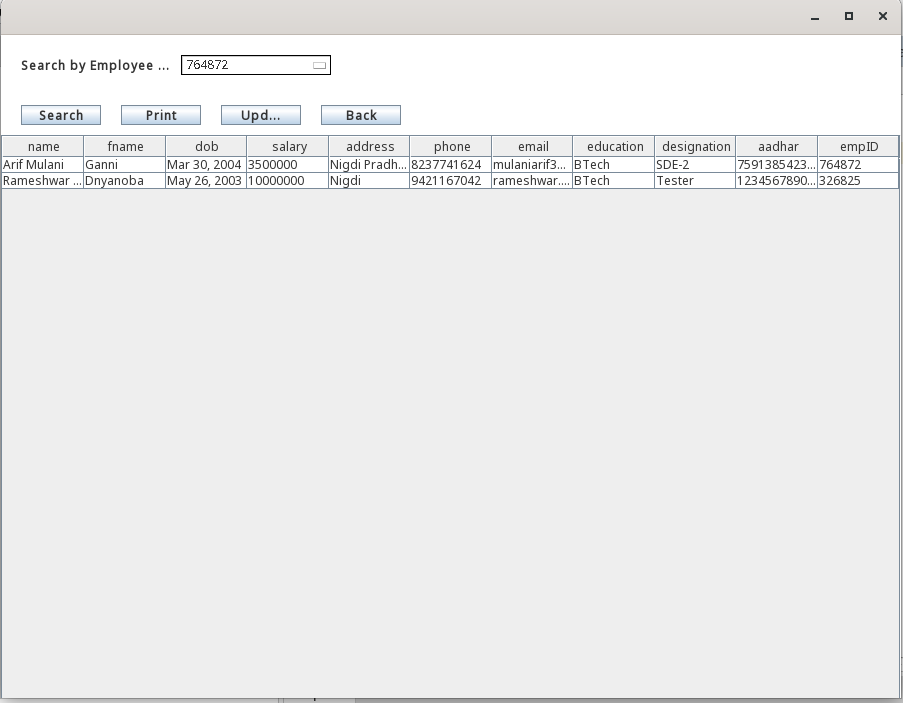 Search by Employee ...
764872
Search Print Upd... Back
name fname dob salary address phone email education designation aadhar empID
Arif Mulani Ganni Mar 30, 2004 3500000 Nigdi Pradh... 8237741624 mulaniarif3... BTech SDE-2 7591385423... 764872
Rameshwar ... Dnyanoba May 26, 2003 10000000 Nigdi 9421167042 rameshwar.... BTech Tester 1234567890... 326825